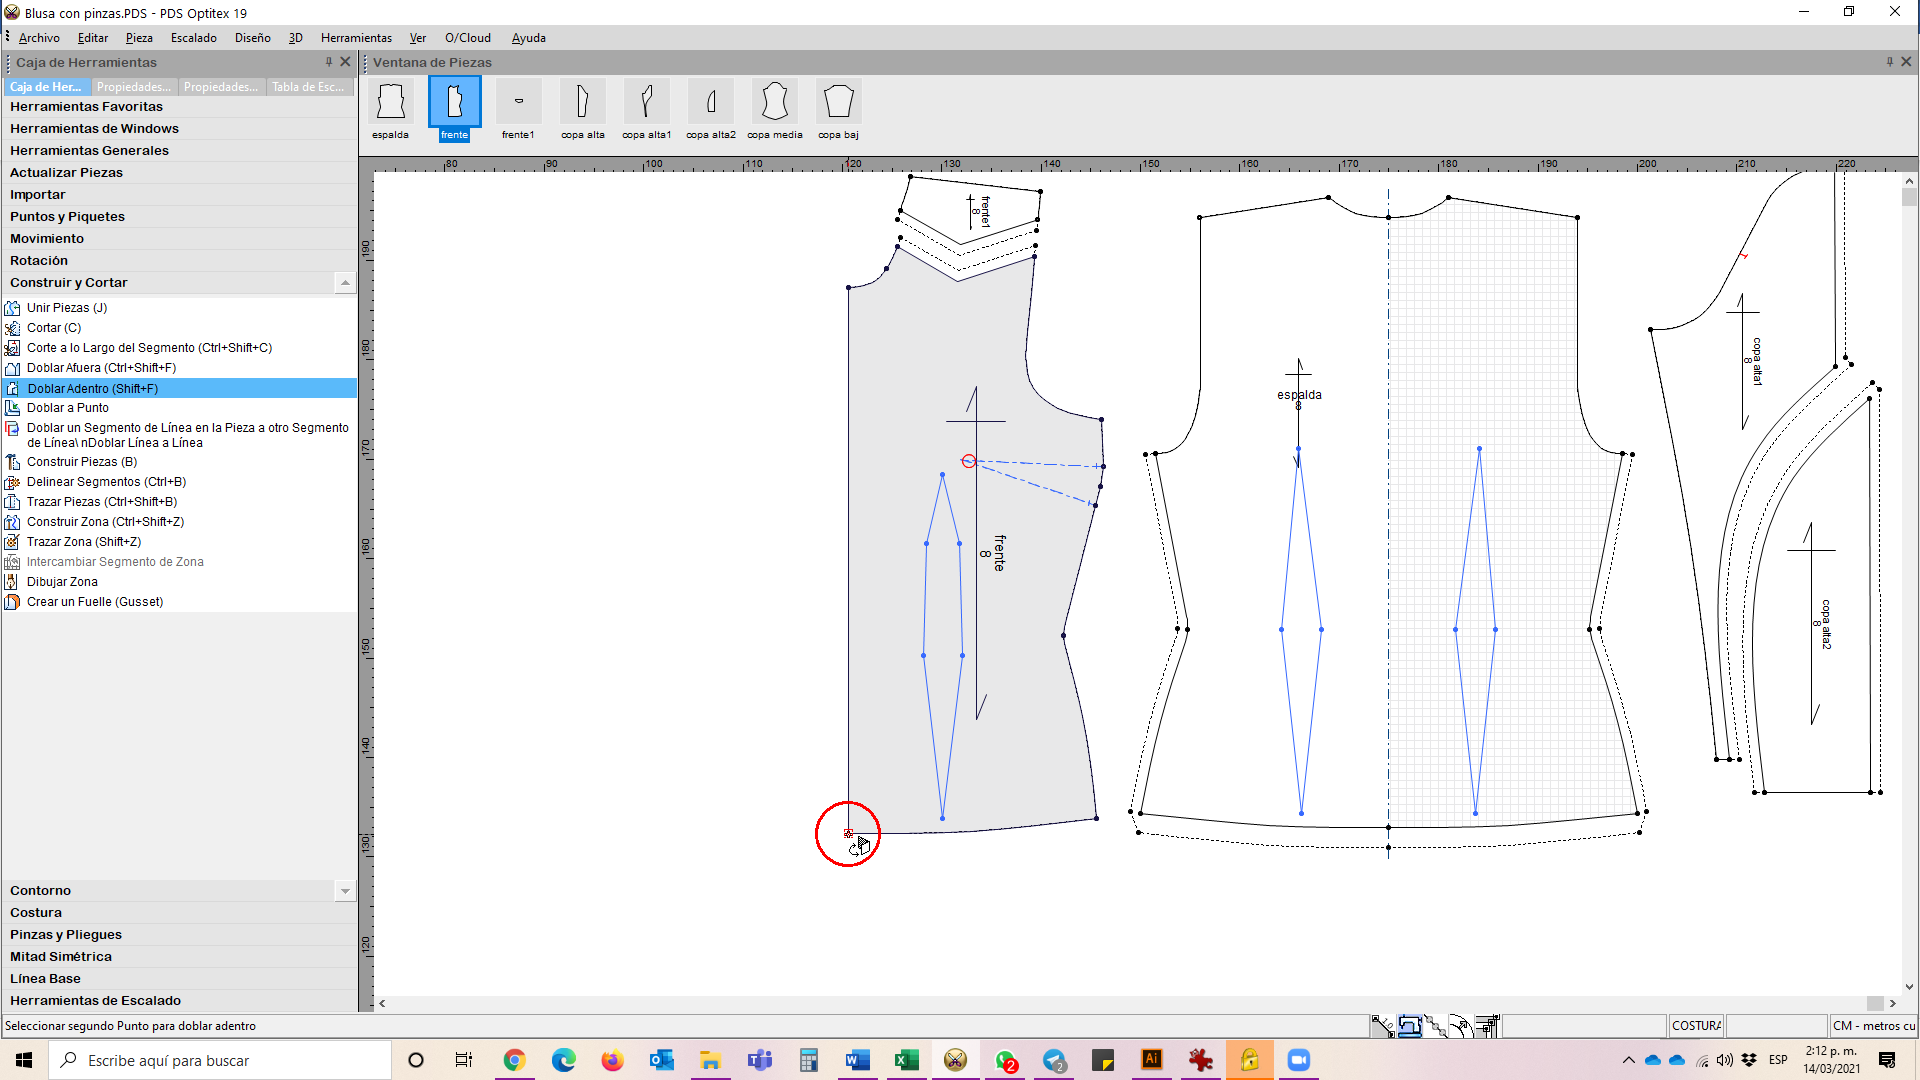 Blusa con pinzas.PDS - PDS Optitex 19
Archivo Editar Pieza Escalado Diseño 3D Herramientas Ver O/Cloud Ayuda
Caja de Herramientas
Ventana de Piezas
Caja de Her... Propiedades... Propiedades... Tabla de Esc...
Herramientas Favoritas
Herramientas de Windows
Herramientas Generales
Actualizar Piezas
Importar
Puntos y Piquetes
Movimiento
Rotación
Construir y Cortar
Unir Piezas (J)
Cortar (C)
Corte a lo Largo del Segmento (Ctrl+Shift+C)
Doblar Afuera (Ctrl+Shift+F)
Doblar Adentro (Shift+F)
Doblar a Punto
Doblar un Segmento de Línea en la Pieza a otro Segmento
de Línea\ nDoblar Línea a Línea
Construir Piezas (B)
Delinear Segmentos (Ctrl+B)
Trazar Piezas (Ctrl+Shift+B)
Construir Zona (Ctrl+Shift+Z)
Trazar Zona (Shift+Z)
Intercambiar Segmento de Zona
Dibujar Zona
Crear un Fuelle (Gusset)
Contorno
Costura
Pinzas y Pliegues
Mitad Simétrica
Línea Base
Herramientas de Escalado
espalda frente frente1 copa alta copa alta1 copa alta2 copa media copa baj
80 90 100 110 120 130 140 150 160 170 180 190 200 210 220
190
180
170
160
150
140
130
120
frente1
8
frente
8
espalda
8
copa alta1
8
copa alta2
8
Seleccionar segundo Punto para doblar adentro
COSTURA
CM - metros cu
Escribe aquí para buscar
2
2
ESP
2:12 p. m.
14/03/2021